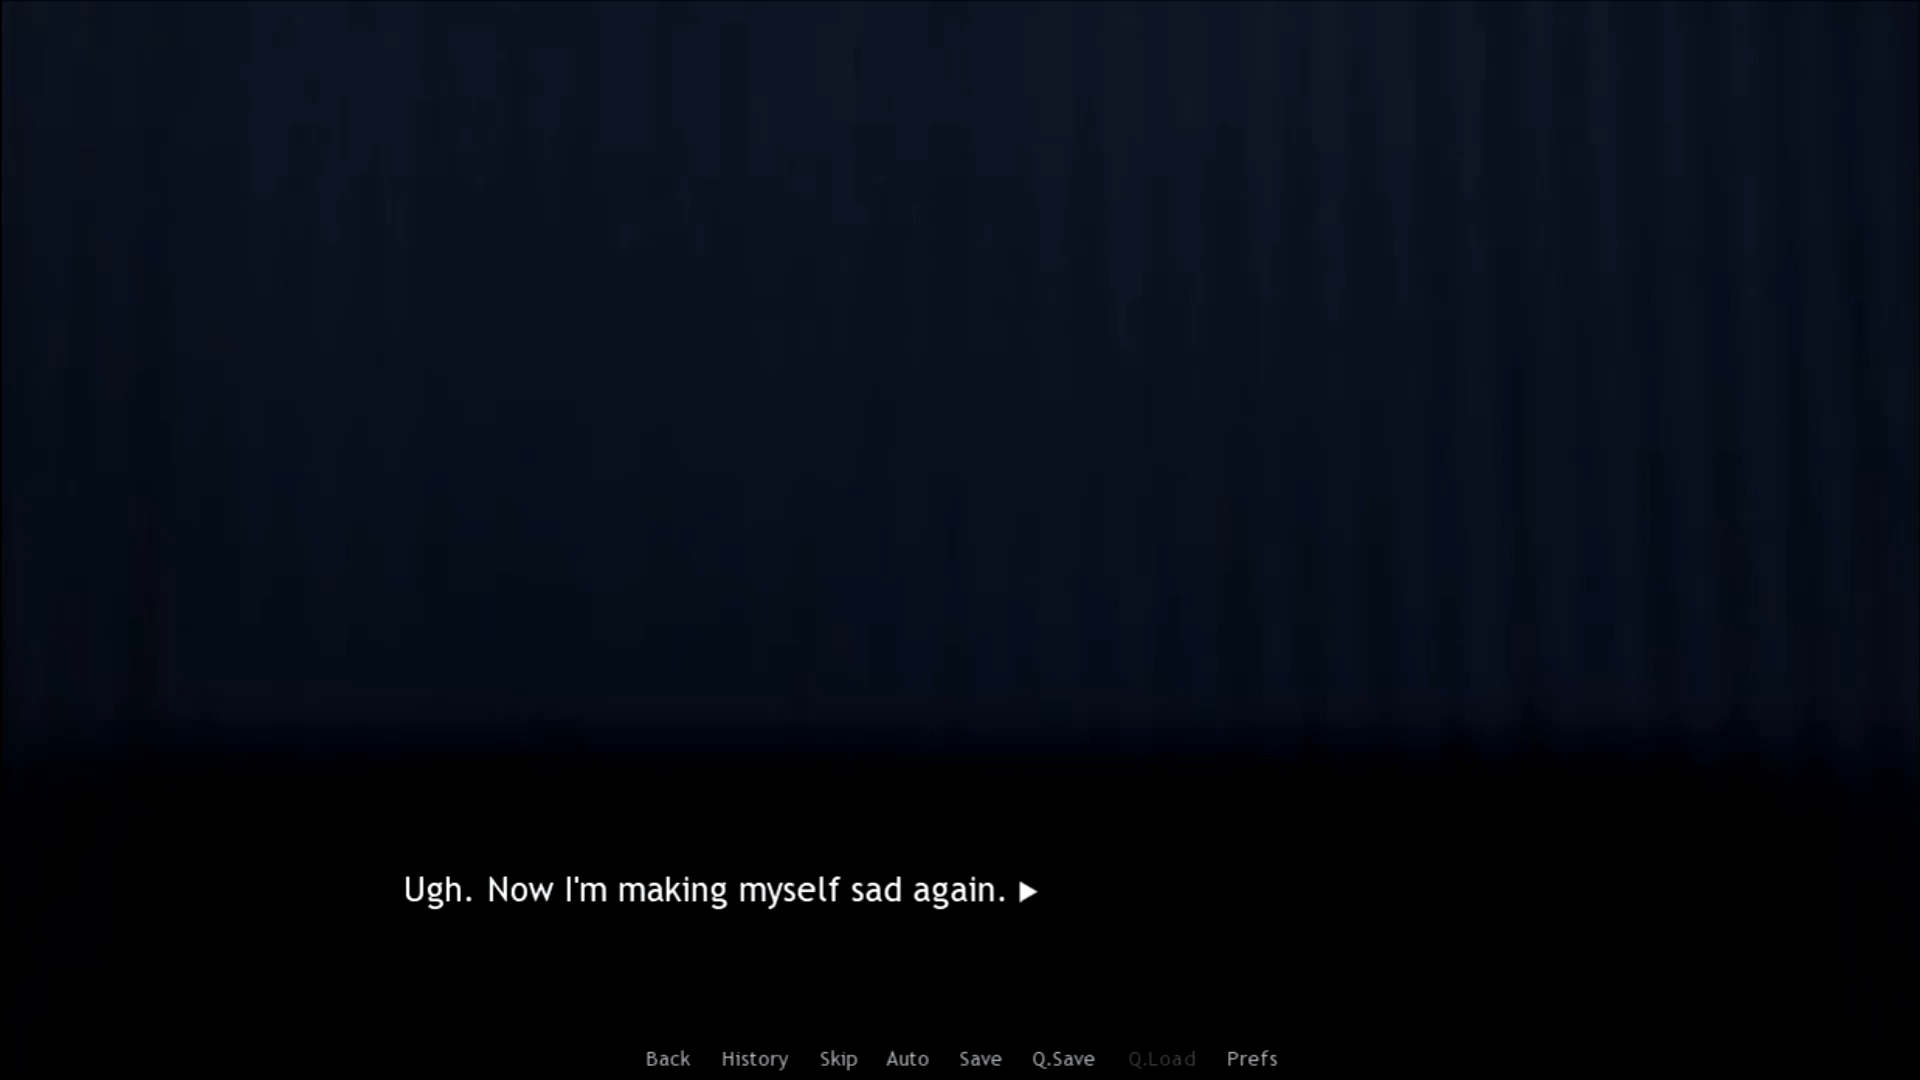 Ugh. Now I'm making myself sad again.
Back History Skip Auto Save Q.Save Q.Load Prefs